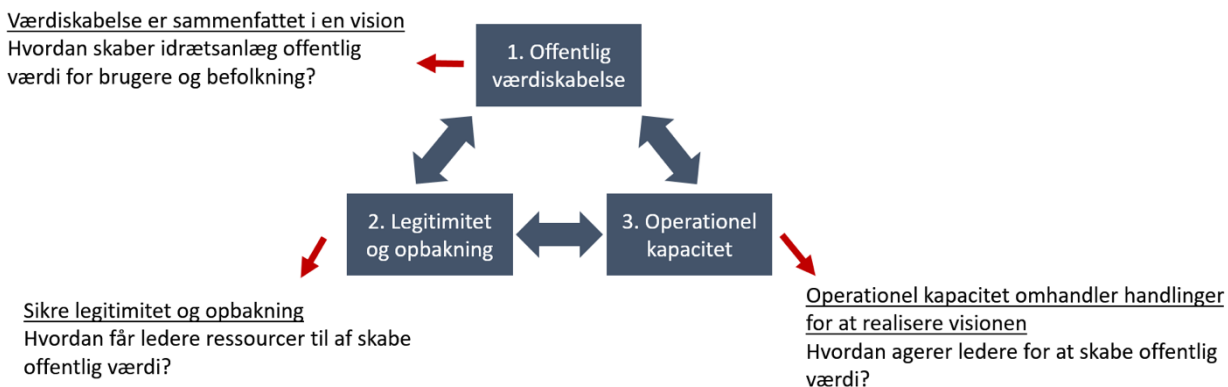 Værdiskabelse er sammenfattet i en vision
Hvordan skaber idrætsanlæg offentlig
værdi for brugere og befolkning?
1. Offentlig
værdiskabelse
2. Legitimitet
og opbakning
3. Operationel
kapacitet
Sikre legitimitet og opbakning
Hvordan får ledere ressourcer til af skabe
offentlig værdi?
Operationel kapacitet omhandler handlinger
for at realisere visionen
Hvordan agerer ledere for at skabe offentlig
værdi?